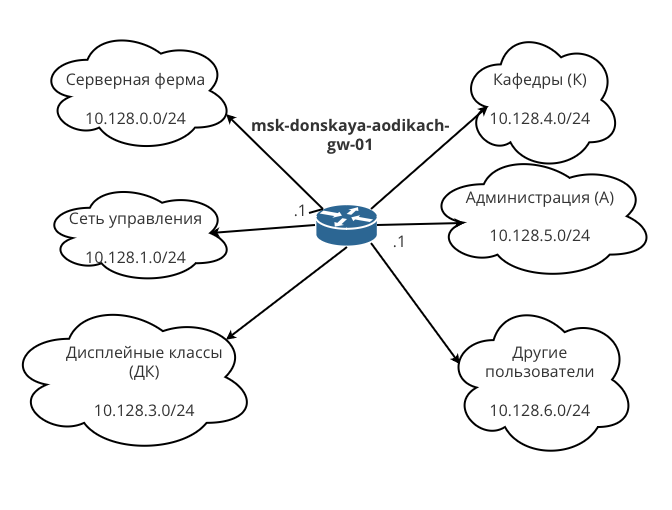 Серверная ферма
10.128.0.0/24
Кафедры (К)
10.128.4.0/24
msk-donskaya-aodikach-
gw-01
Сеть управления
10.128.1.0/24
.1
.1
Администрация (А)
10.128.5.0/24
Дисплейные классы
(ДК)
10.128.3.0/24
Другие
пользователи
10.128.6.0/24